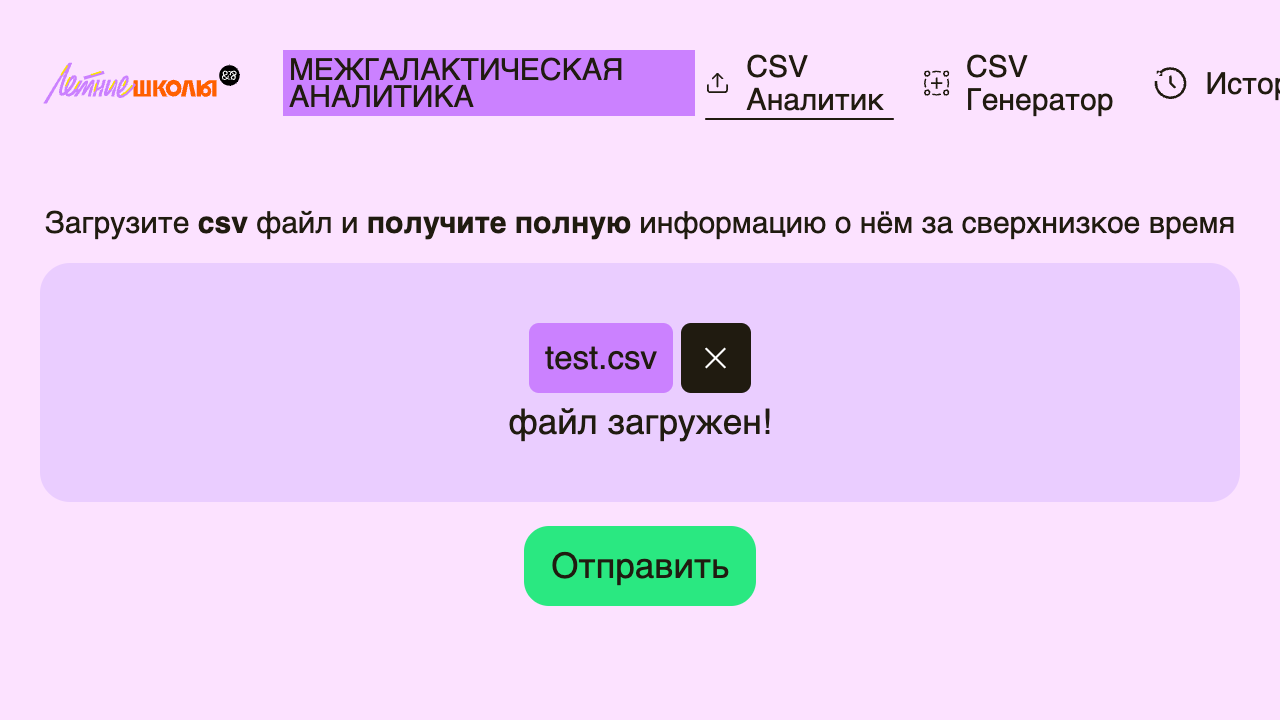 Летние школы
МЕЖГАЛАКТИЧЕСКАЯ
АНАЛИТИКА
CSV
Аналитик
CSV
Генератор
Истор
Загрузите csv файл и получите полную информацию о нём за сверхнизкое время
test.csv
файл загружен!
Отправить